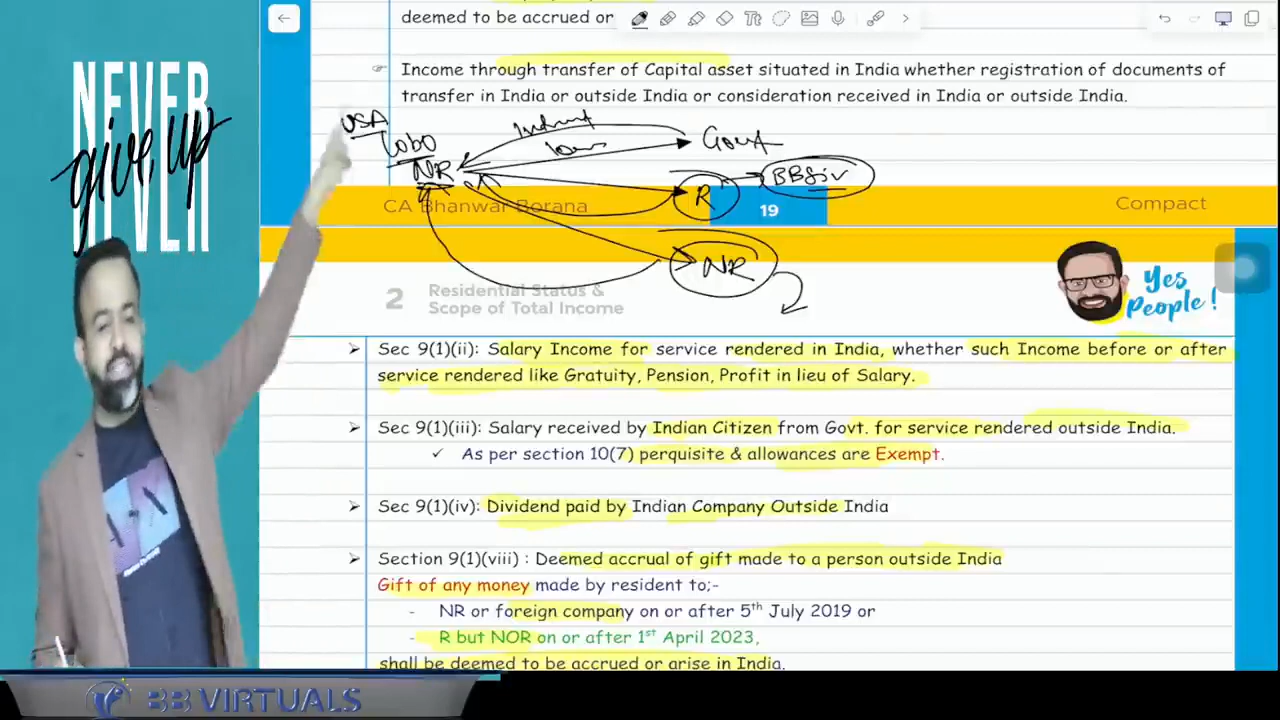 NEVER
give up
NEVER
deemed to be accrued or
Income through transfer of Capital asset situated in India whether registration of documents of
transfer in India or outside India or consideration received in India or outside India.
USA
NR
Govt
R
NR
CA Bhanwar Borana
19
Compact
2
Residential Status &
Scope of Total Income
Yes
People !
➤ Sec 9(1)(ii): Salary Income for service rendered in India, whether such Income before or after
service rendered like Gratuity, Pension, Profit in lieu of Salary.
➤ Sec 9(1)(iii): Salary received by Indian Citizen from Govt. for service rendered outside India.
✓ As per section 10(7) perquisite & allowances are Exempt.
➤ Sec 9(1)(iv): Dividend paid by Indian Company Outside India
➤ Section 9(1)(viii) : Deemed accrual of gift made to a person outside India
Gift of any money made by resident to;-
- NR or foreign company on or after 5th July 2019 or
- R but NOR on or after 1st April 2023,
shall be deemed to be accrued or arise in India.
BB VIRTUALS